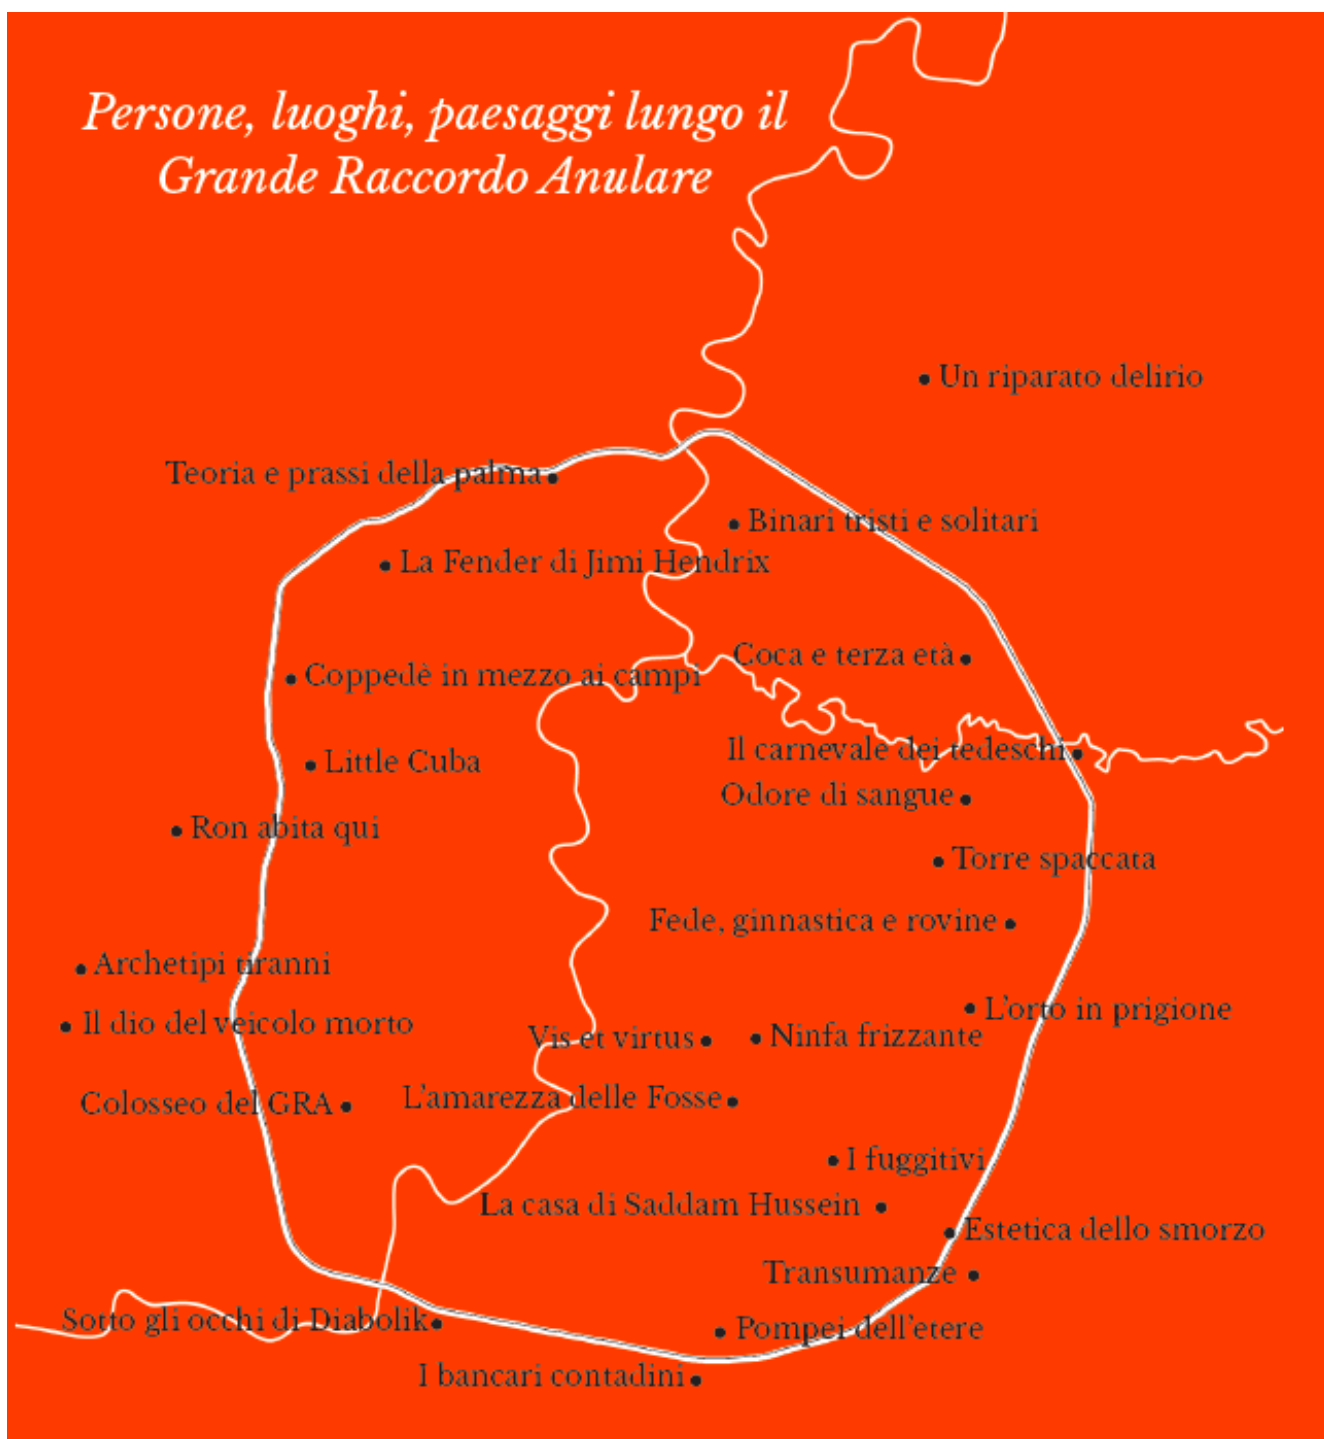 Persone, luoghi, paesaggi lungo il
Grande Raccordo Anulare
Un riparato delirio
Teoria e prassi della palma
Binari tristi e solitari
La Fender di Jimi Hendrix
Coca e terza età
Coppedè in mezzo ai campi
Il carnevale dei tedeschi
Little Cuba
Odore di sangue
Ron abita qui
Torre spaccata
Fede, ginnastica e rovine
Archetipi tiranni
L'orto in prigione
Il dio del veicolo morto
Vis et virtus
Ninfa frizzante
Colosseo del GRA
L'amarezza delle Fosse
I fuggitivi
La casa di Saddam Hussein
Estetica dello smorzo
Transumanze
Sotto gli occhi di Diabolik
Pompei dell'etere
I bancari contadini